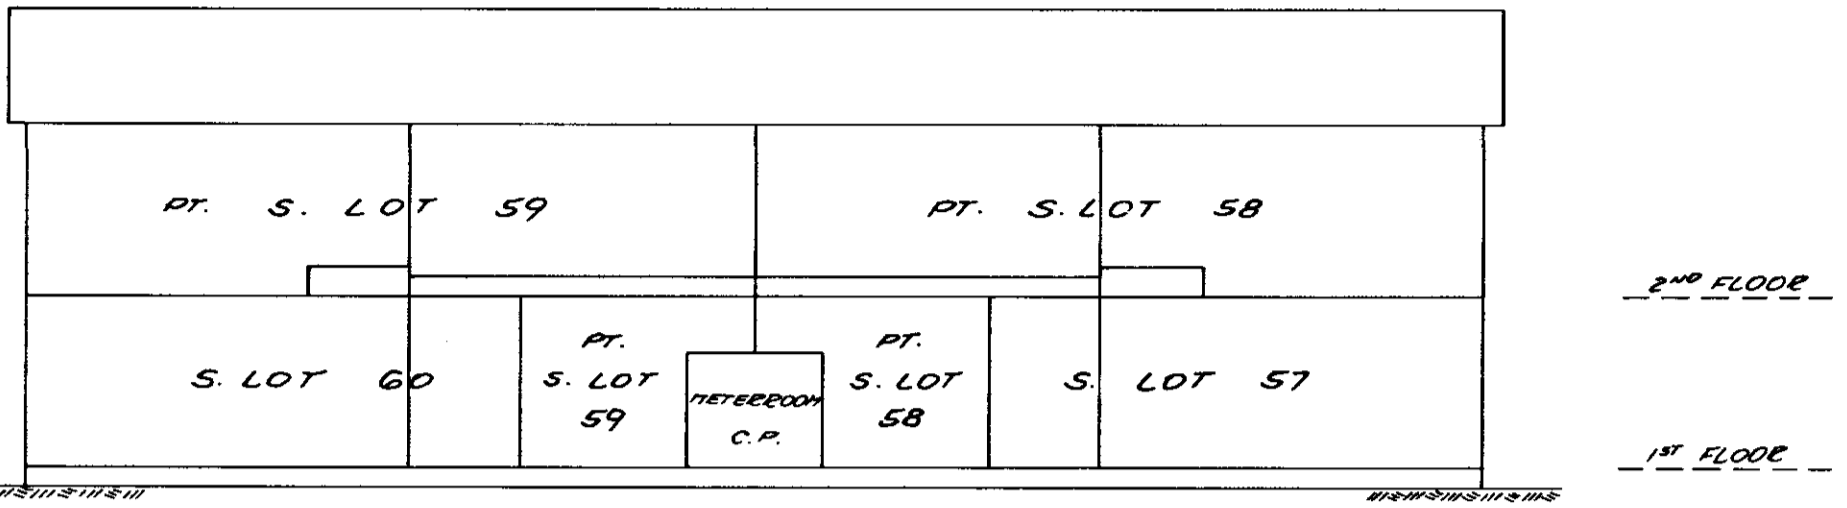 PT. S. LOT 59
PT. S. LOT 58
2ND FLOOR
S. LOT 60
PT.
S. LOT
59
METERROOM
C.P.
PT.
S. LOT
58
S. LOT 57
1ST FLOOR